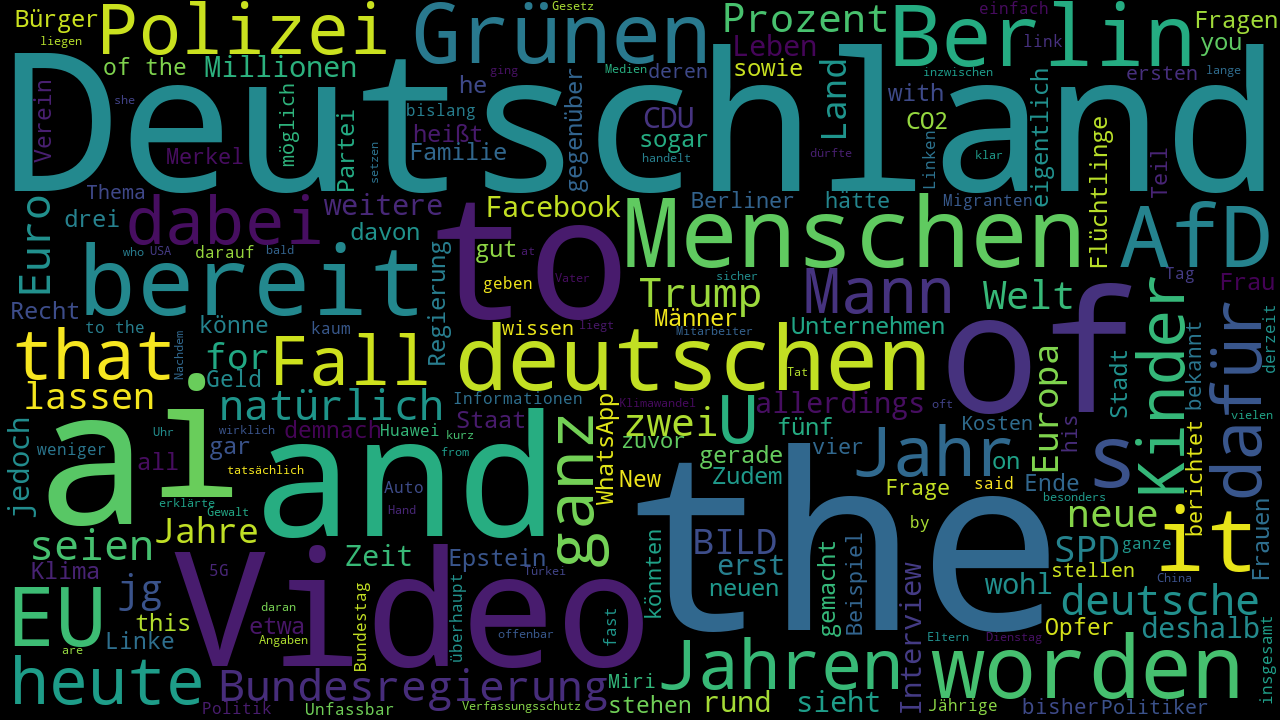 Bürger Polizei Grünen Gesetz Prozent Berlin einfach Fragen
liegen of the Millionen Leben sowie link you
Deutschland
Verein she möglich ging he bislang heißt Familie Medien deren gegenüber CDU sogar handelt Land with CO2 inzwischen ersten lange
Merkel Partei setzen dürfte Linken klar eigentlich Flüchtlinge Teil
Thema Euro drei dabei weitere davon Facebook Menschen Berliner hätte Migranten AfD
who USA darauf bald bereit Regierung gut at to geben Vater sicher Tag Frau
Recht to the könne kaum wissen liegt Trump Männer Mitarbeiter Mann Unternehmen Welt of Kinder dafür derzeit
that Nachdem for Geld Fall deutschen Tat Europa Stadt bekannt
lassen natürlich Informationen Klimawandel allerdings oft his vielen
jedoch weniger Uhr wirklich demnach Huawei Staat kurz from ganz WhatsApp zwei zuvor U fünf Kosten
ai all gar tatsächlich and Auto Hand gerade Zudem vier Jahr on s berichtet
erklärte Gewalt New the Frage said Ende besonders it Frauen
seien Jahre Zeit Epstein Türkei BILD erst by neue SPD ganze
Klima jg 5G Video überhaupt fast könnten neuen gemacht Beispiel wohl stellen China
EU this daran etwa Angaben Bundestag offenbar Interview deutsche
are Linke Eltern Dienstag Opfer deshalb insgesamt
heute Bundesregierung Miri Jahren sieht worden
Politik Unfassbar Verfassungsschutz stehen rund Jährige bisher Politiker